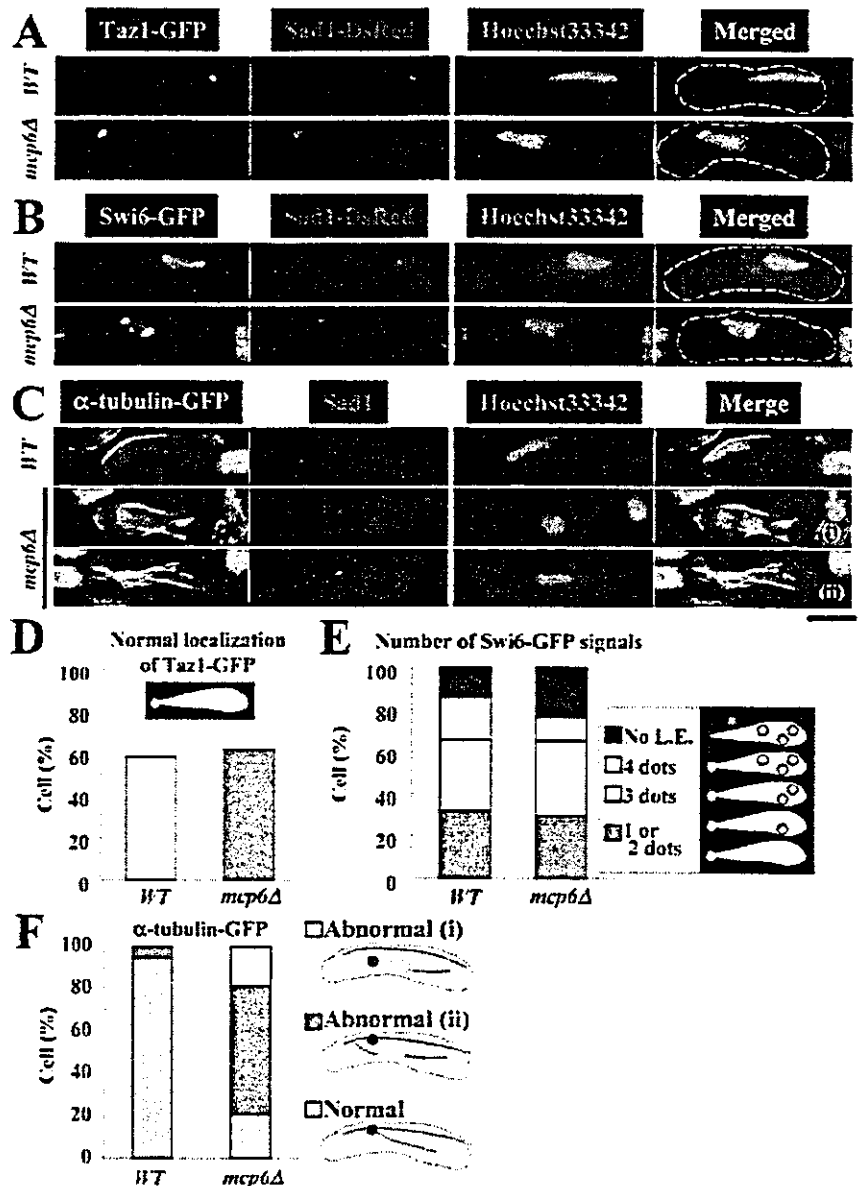 A
Taz1-GFP Sad1-DsRed Hoechst33342 Merged
WT
mcp6Δ
B
Swi6-GFP Sad1-DsRed Hoechst33342 Merged
WT
mcp6Δ
C
α-tubulin-GFP Sad1 Hoechst33342 Merge
WT
mcp6Δ
(i)
(ii)
D
Normal localization
of Taz1-GFP
100
80
60
40
20
0
Cell (%)
WT mcp6Δ
E
Number of Swi6-GFP signals
100
80
60
40
20
0
Cell (%)
WT mcp6Δ
No L.E.
4 dots
3 dots
1 or
2 dots
*
F
α-tubulin-GFP
100
80
60
40
20
0
Cell (%)
WT mcp6Δ
Abnormal (i)
Abnormal (ii)
Normal